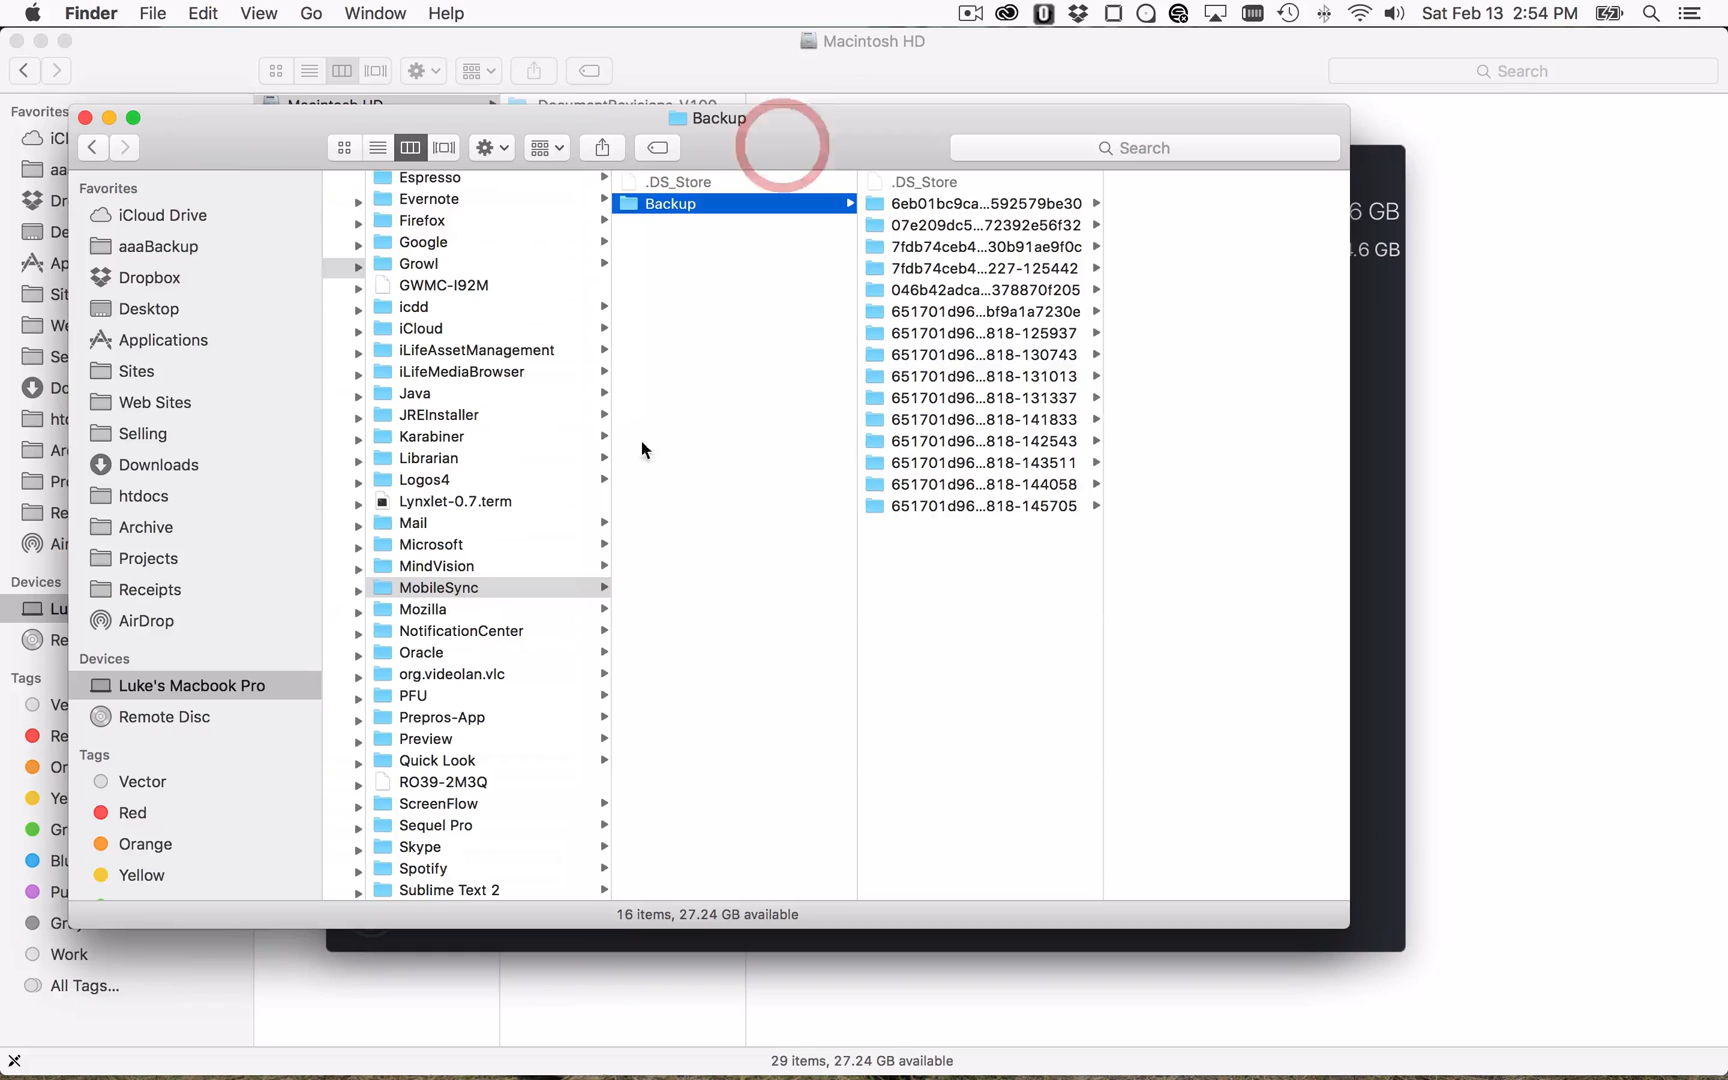 Finder File Edit View Go Window Help
Sat Feb 13 2:54 PM
Macintosh HD
Search
Favorites
Macintosh HD
DocumentRevisions-V100
Backup
Search
6 GB
.6 GB
Favorites
iCloud Drive
aaaBackup
Dropbox
Desktop
Applications
Sites
Web Sites
Selling
Downloads
htdocs
Archive
Projects
Receipts
AirDrop
Devices
Luke's Macbook Pro
Remote Disc
Tags
Vector
Red
Orange
Yellow
Espresso
Evernote
Firefox
Google
Growl
GWMC-I92M
icdd
iCloud
iLifeAssetManagement
iLifeMediaBrowser
Java
JREInstaller
Karabiner
Librarian
Logos4
Lynxlet-0.7.term
Mail
Microsoft
MindVision
MobileSync
Mozilla
NotificationCenter
Oracle
org.videolan.vlc
PFU
Prepros-App
Preview
Quick Look
RO39-2M3Q
ScreenFlow
Sequel Pro
Skype
Spotify
Sublime Text 2
.DS_Store
Backup
.DS_Store
6eb01bc9ca...592579be30
07e209dc5...72392e56f32
7fdb74ceb4...30b91ae9f0c
7fdb74ceb4...227-125442
046b42adca...378870f205
651701d96...bf9a1a7230e
651701d96...818-125937
651701d96...818-130743
651701d96...818-131013
651701d96...818-131337
651701d96...818-141833
651701d96...818-142543
651701d96...818-143511
651701d96...818-144058
651701d96...818-145705
16 items, 27.24 GB available
Devices
Tags
Work
All Tags...
29 items, 27.24 GB available